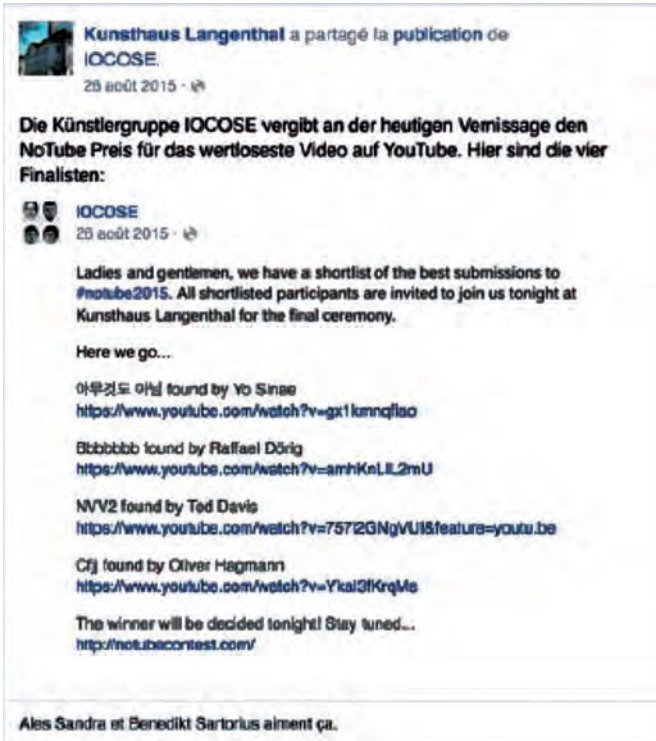 Kunsthaus Langenthal a partagé la publication de
IOCOSE.
26 août 2015
Die Künstlergruppe IOCOSE vergibt an der heutigen Vernissage den
NoTube Preis für das wertloseste Video auf YouTube. Hier sind die vier
Finalisten:
IOCOSE
26 août 2015
Ladies and gentlemen, we have a shortlist of the best submissions to
#notube2015. All shortlisted participants are invited to join us tonight at
Kunsthaus Langenthal for the final ceremony.
Here we go...
아무것도 아님 found by Yo Sinae
Bbbbbbb found by Raffael Dörig
NVV2 found by Ted Davis
Cfjj found by Oliver Hagmann
The winner will be decided tonight! Stay tuned...
http://notubecontest.com/
Ales Sandra et Benedikt Sartorius aiment ça.